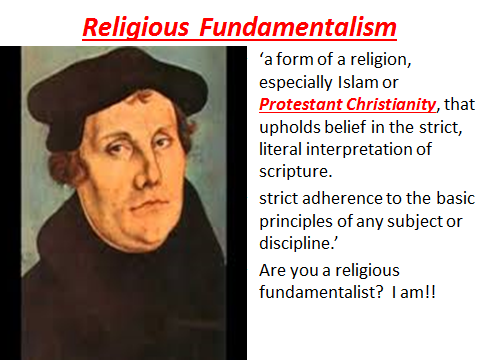 Religious Fundamentalism
‘a form of a religion,
especially Islam or
Protestant Christianity, that
upholds belief in the strict,
literal interpretation of
scripture.
strict adherence to the basic
principles of any subject or
discipline.’
Are you a religious
fundamentalist?  I am!!